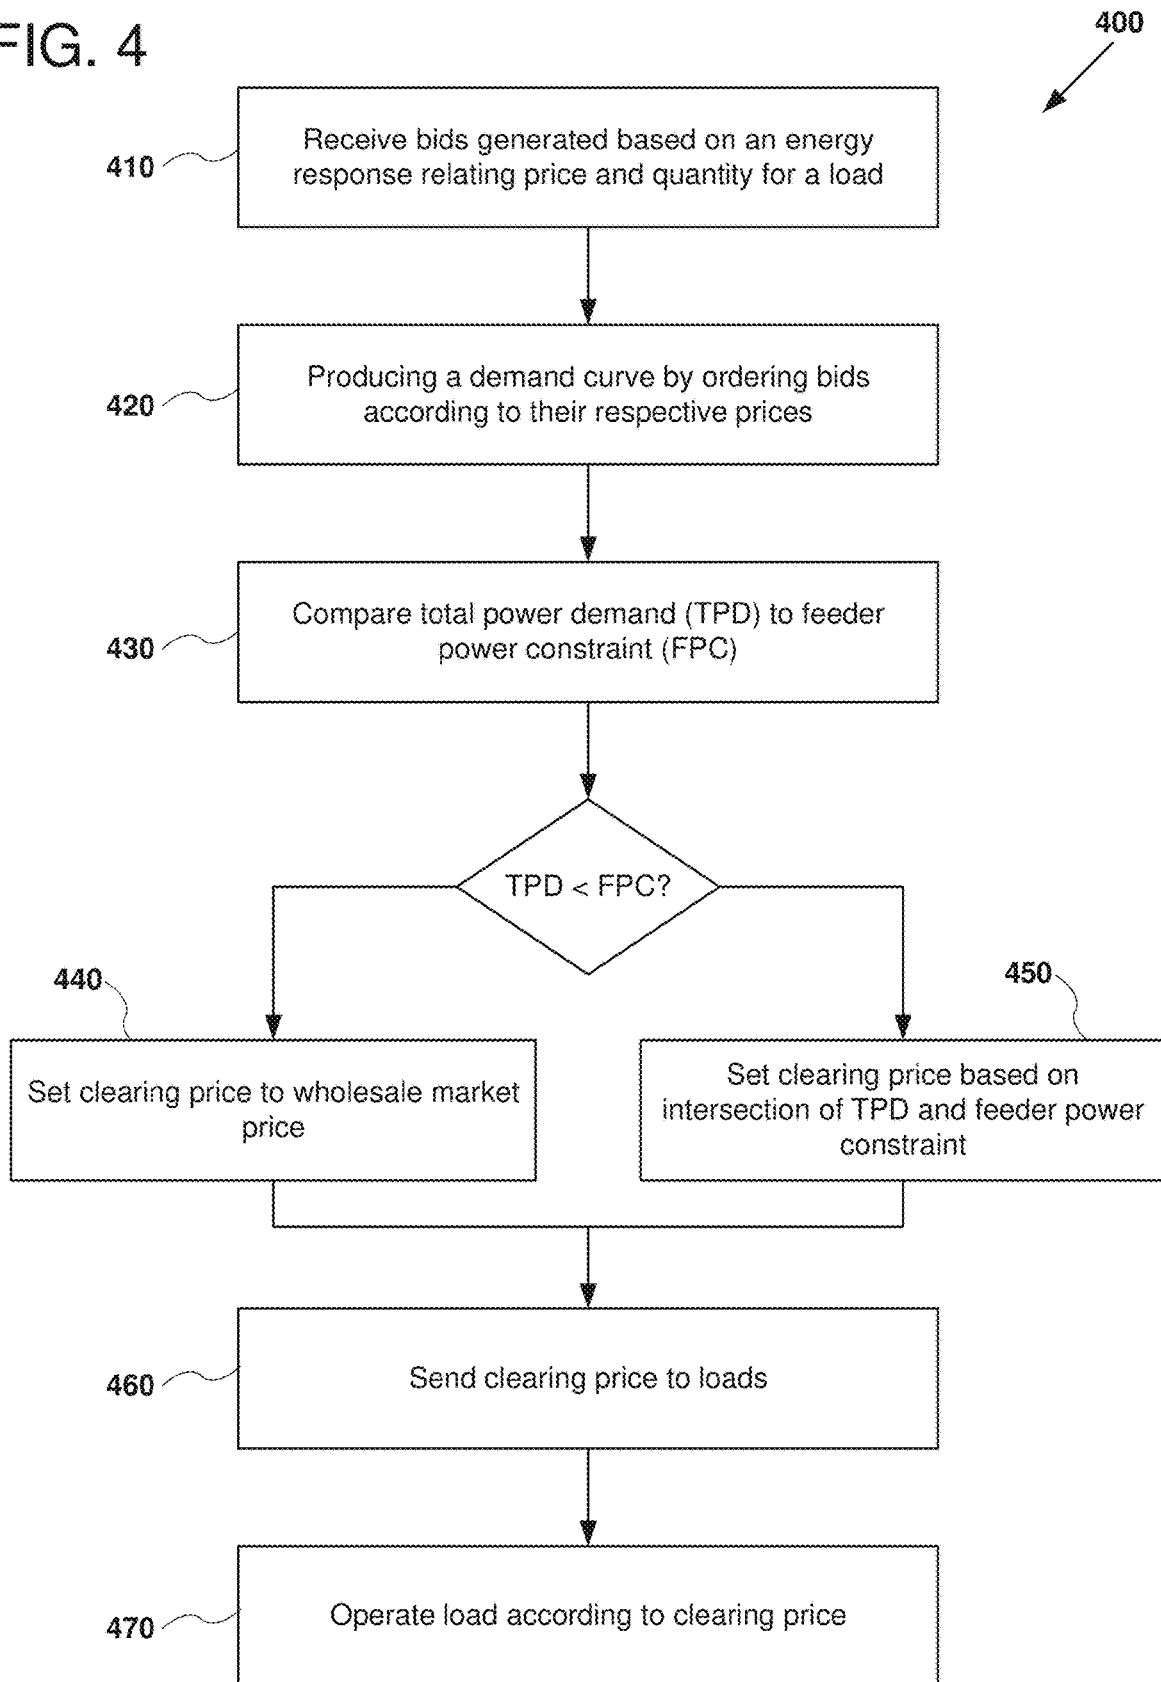 FIG. 4
400
410
Receive bids generated based on an energy
response relating price and quantity for a load
420
Producing a demand curve by ordering bids
according to their respective prices
430
Compare total power demand (TPD) to feeder
power constraint (FPC)
TPD < FPC?
440
Set clearing price to wholesale market
price
450
Set clearing price based on
intersection of TPD and feeder power
constraint
460
Send clearing price to loads
470
Operate load according to clearing price